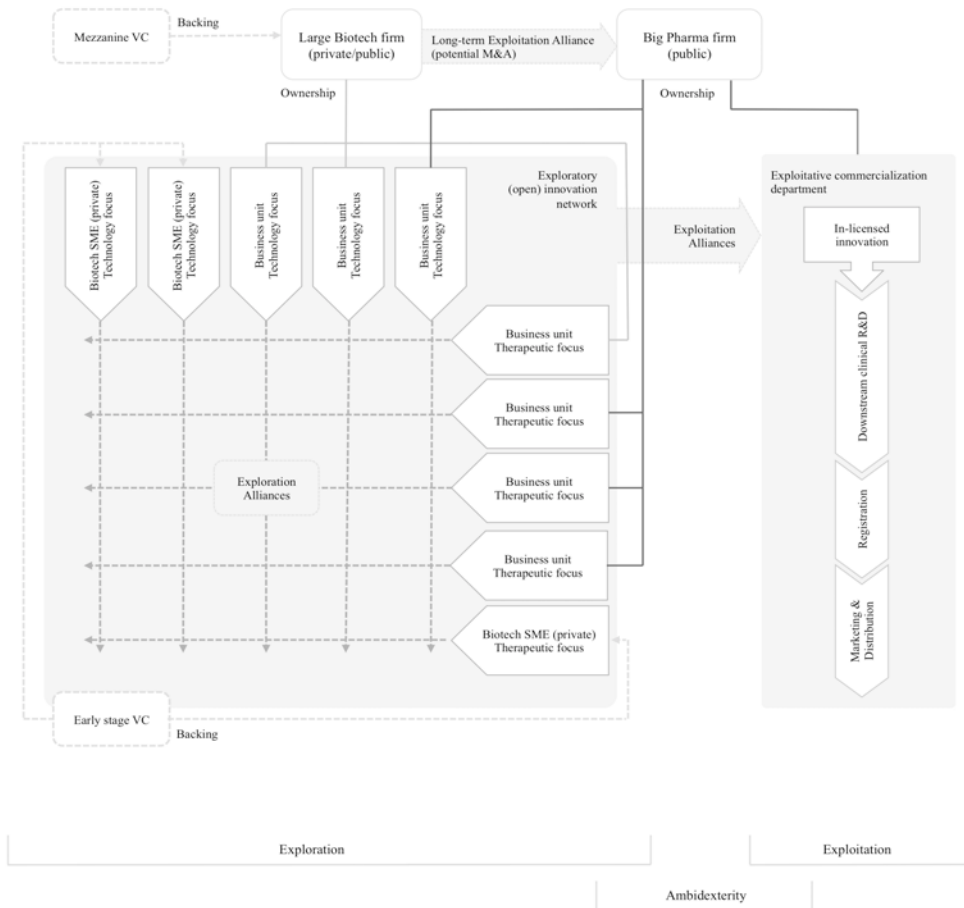 Mezzanine VC
Backing
Large Biotech firm
(private/public)
Long-term Exploitation Alliance
(potential M&A)
Big Pharma firm
(public)
Ownership
Ownership
Biotech SME (private)
Technology focus
Biotech SME (private)
Technology focus
Business unit
Technology focus
Business unit
Technology focus
Business unit
Technology focus
Exploratory
(open) innovation
network
Exploitation
Alliances
Exploitative commercialization
department
In-licensed
innovation
Downstream clinical R&D
Registration
Marketing &
Distribution
Business unit
Therapeutic focus
Business unit
Therapeutic focus
Business unit
Therapeutic focus
Exploration
Alliances
Business unit
Therapeutic focus
Biotech SME (private)
Therapeutic focus
Early stage VC
Backing
Exploration
Exploitation
Ambidexterity